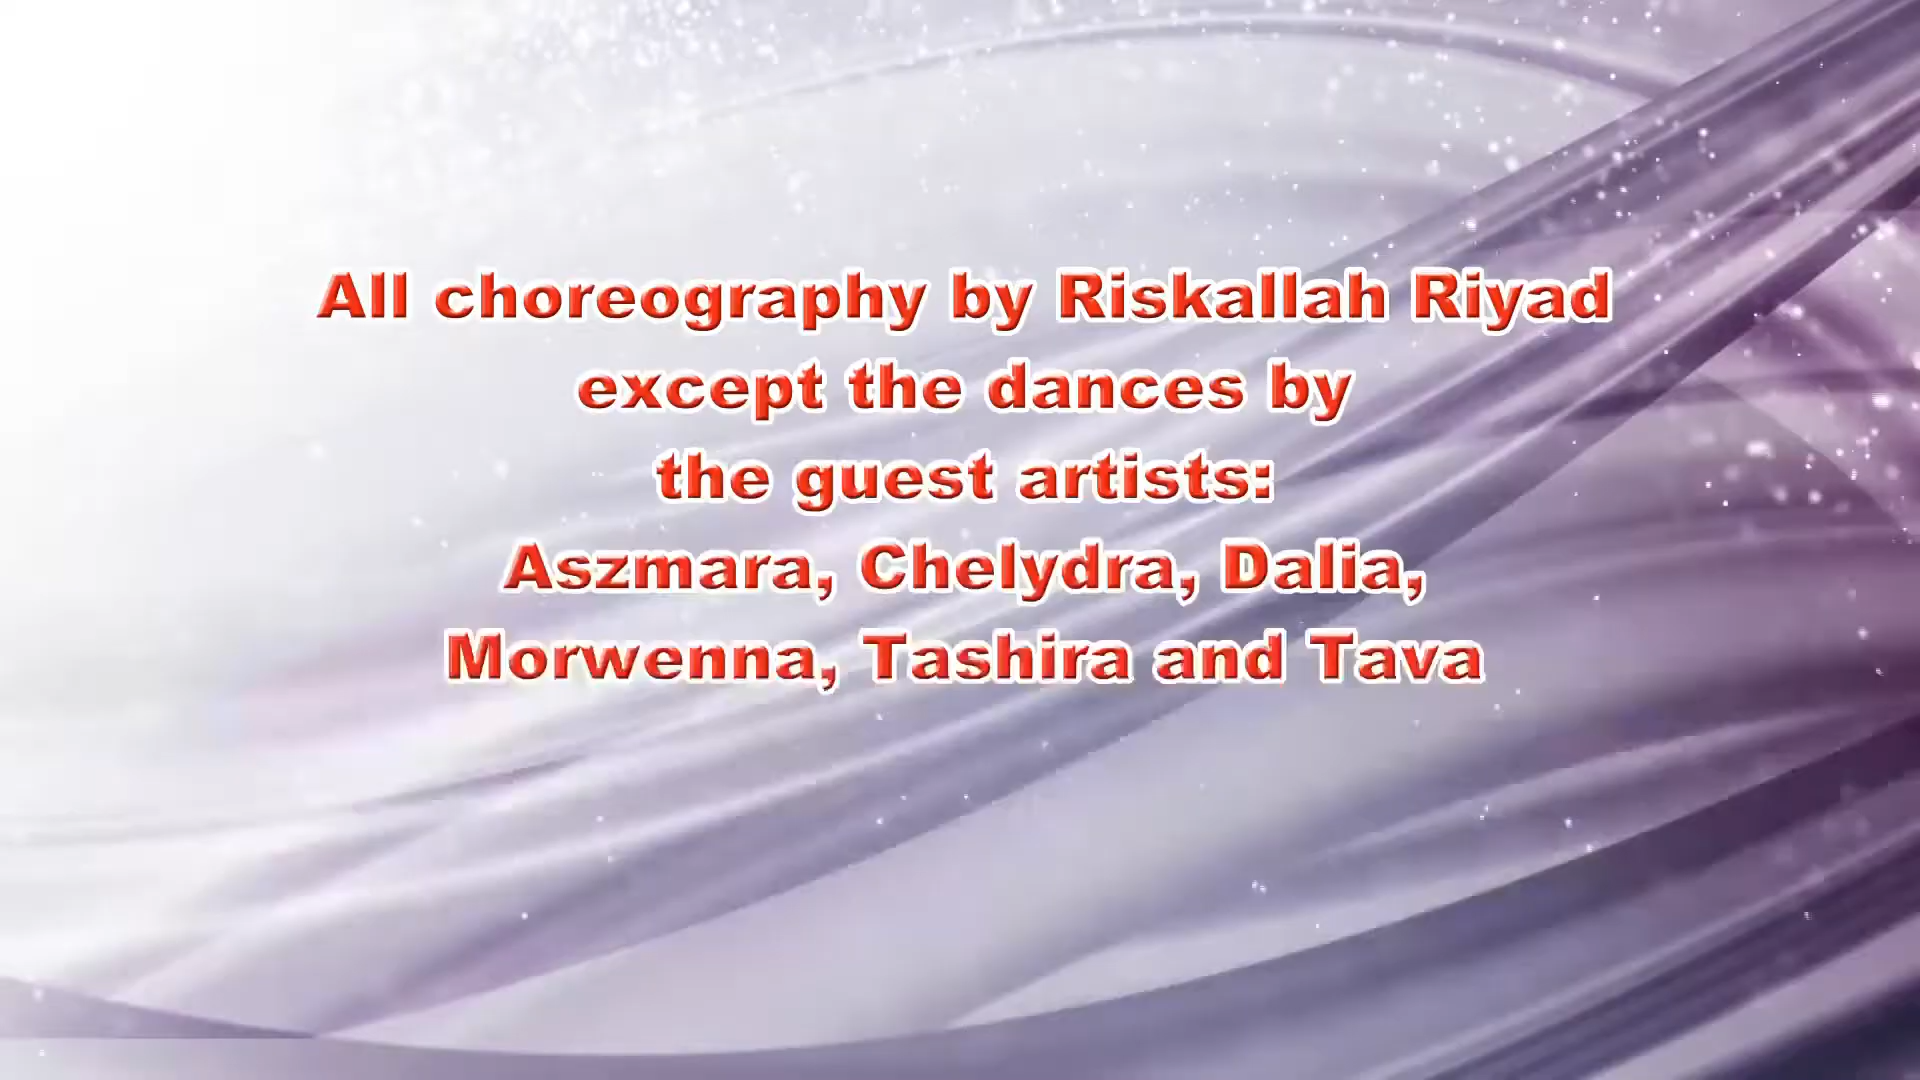 All choreography by Riskallah Riyad
except the dances by
the guest artists:
Aszmara, Chelydra, Dalia,
Morwenna, Tashira and Tava